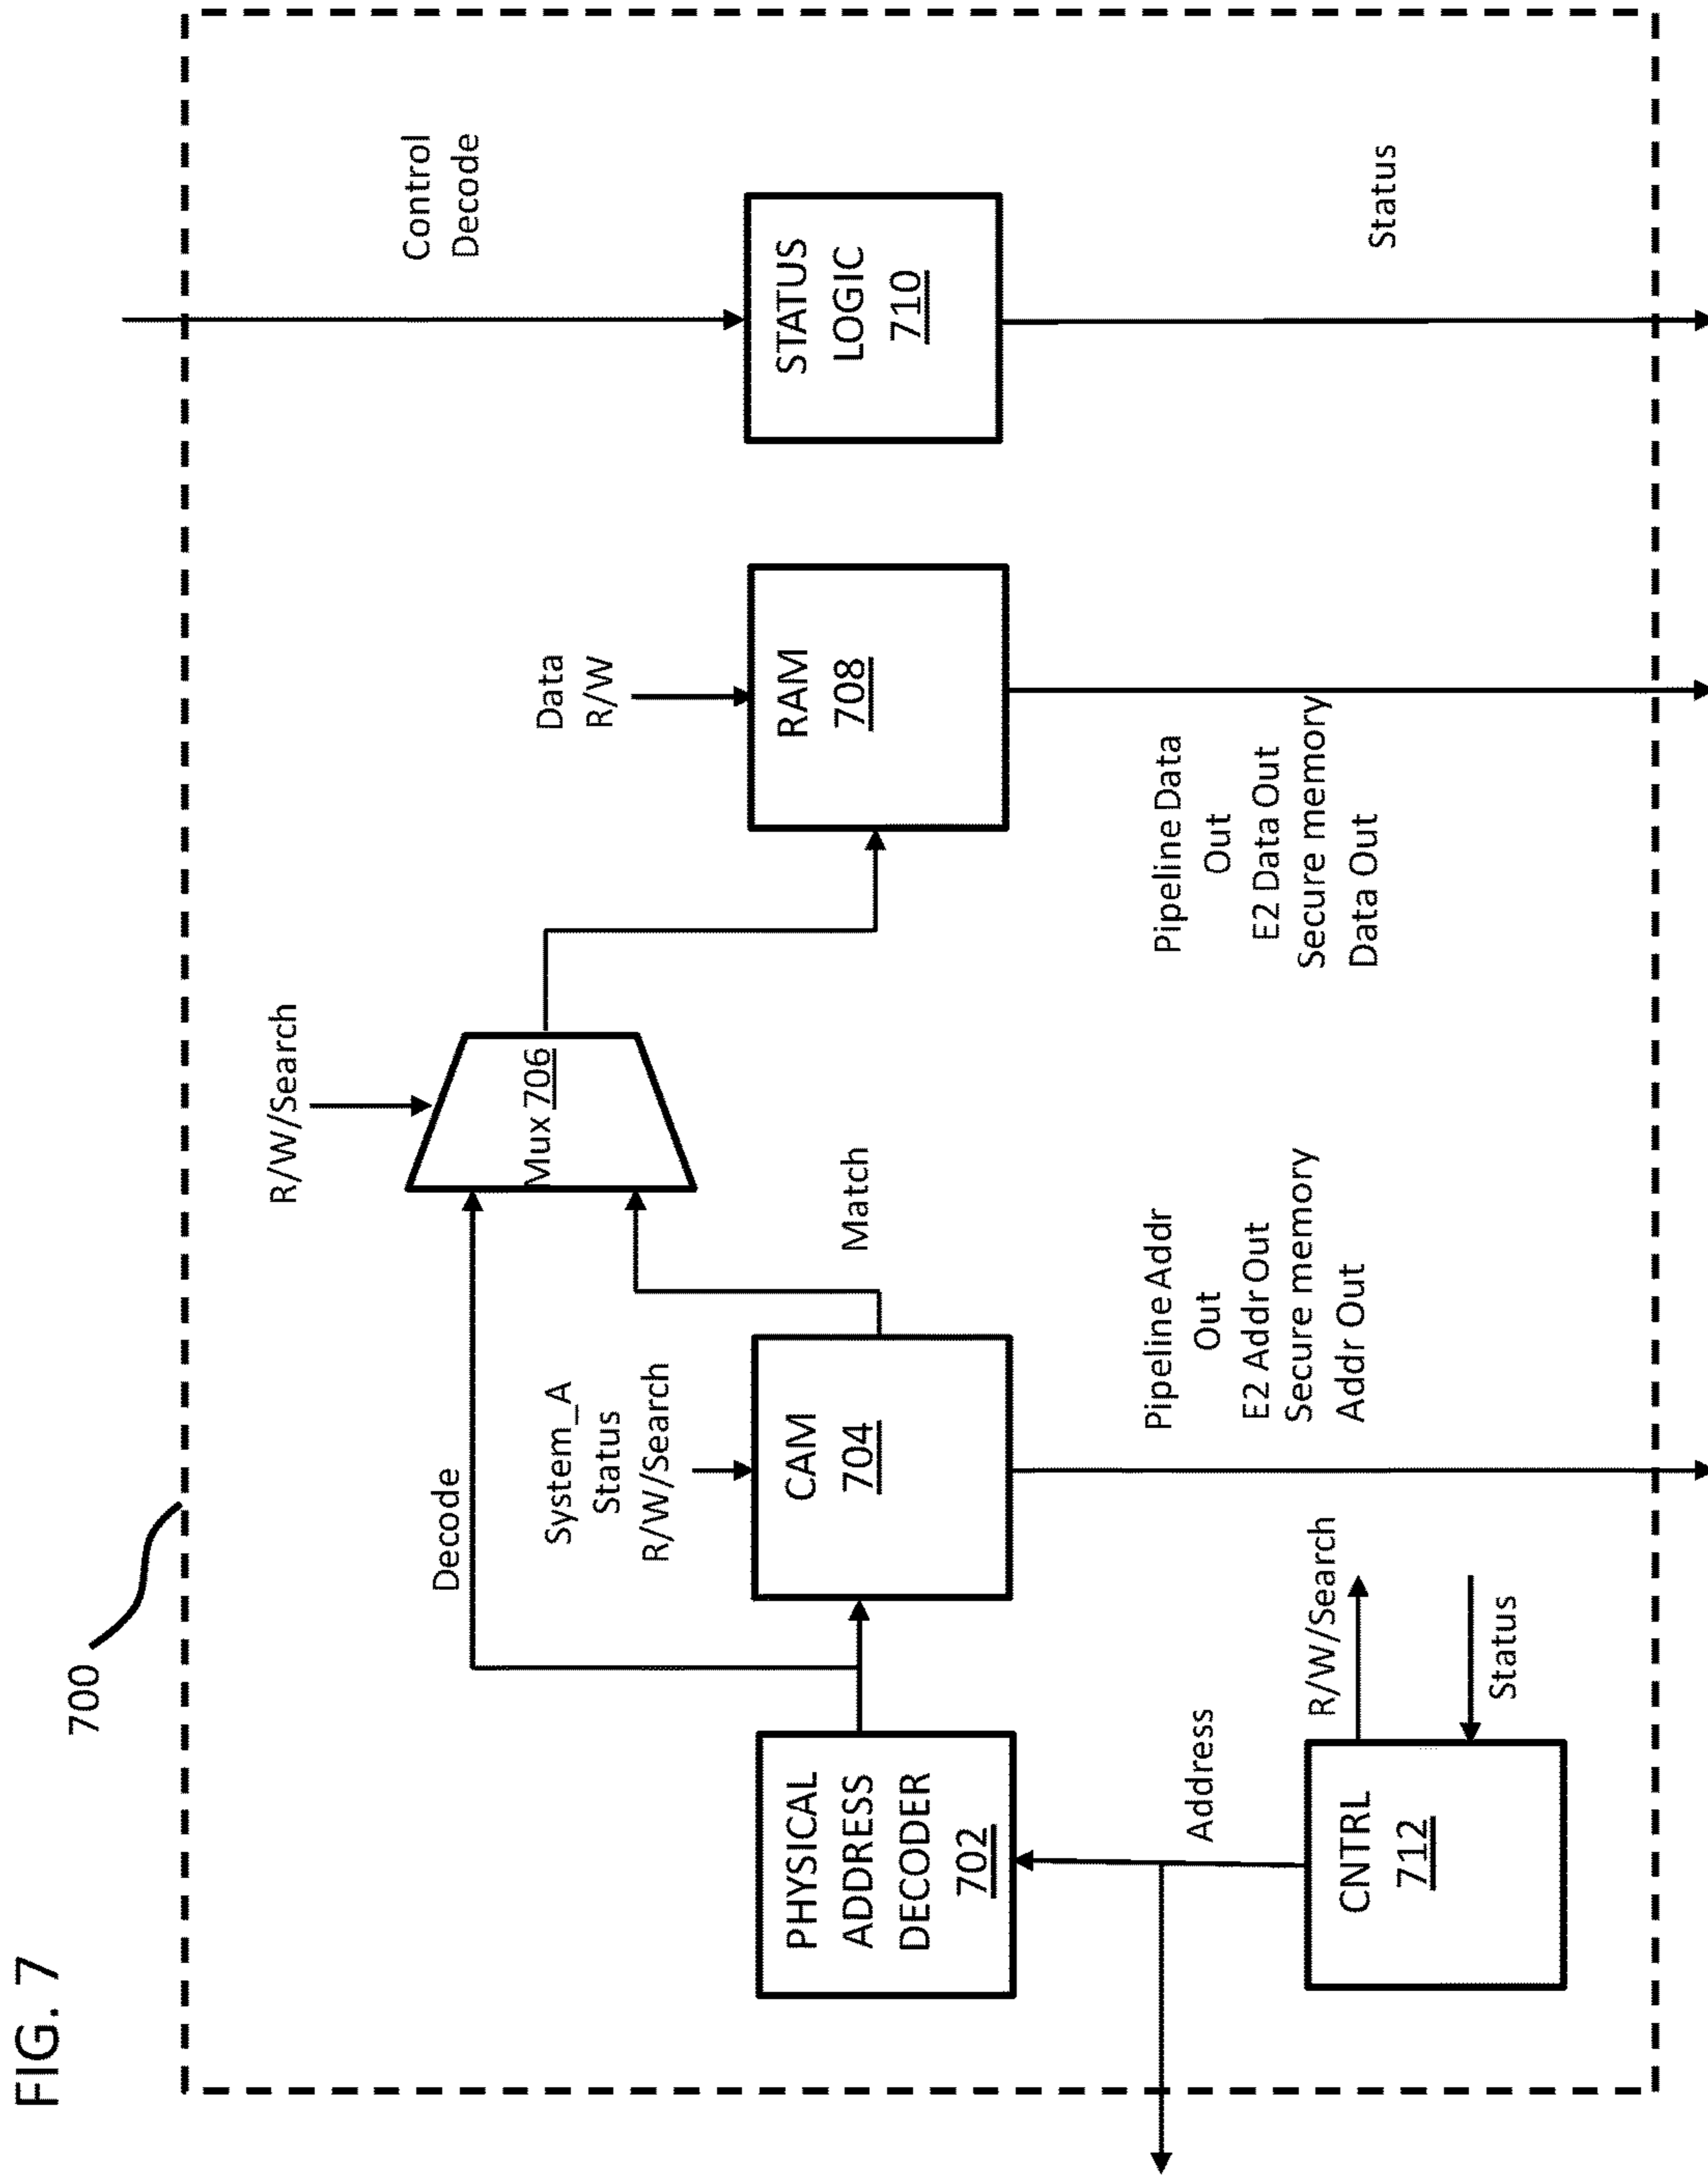 FIG. 7
700
Control
Decode
R/W/Search
Data
R/W
Decode
System_A
Status
R/W/Search
Mux 706
Match
PHYSICAL
ADDRESS
DECODER
702
CAM
704
RAM
708
STATUS
LOGIC
710
Address
CNTRL
712
R/W/Search
Status
Pipeline Addr
Out
E2 Addr Out
Secure memory
Addr Out
Pipeline Data
Out
E2 Data Out
Secure memory
Data Out
Status